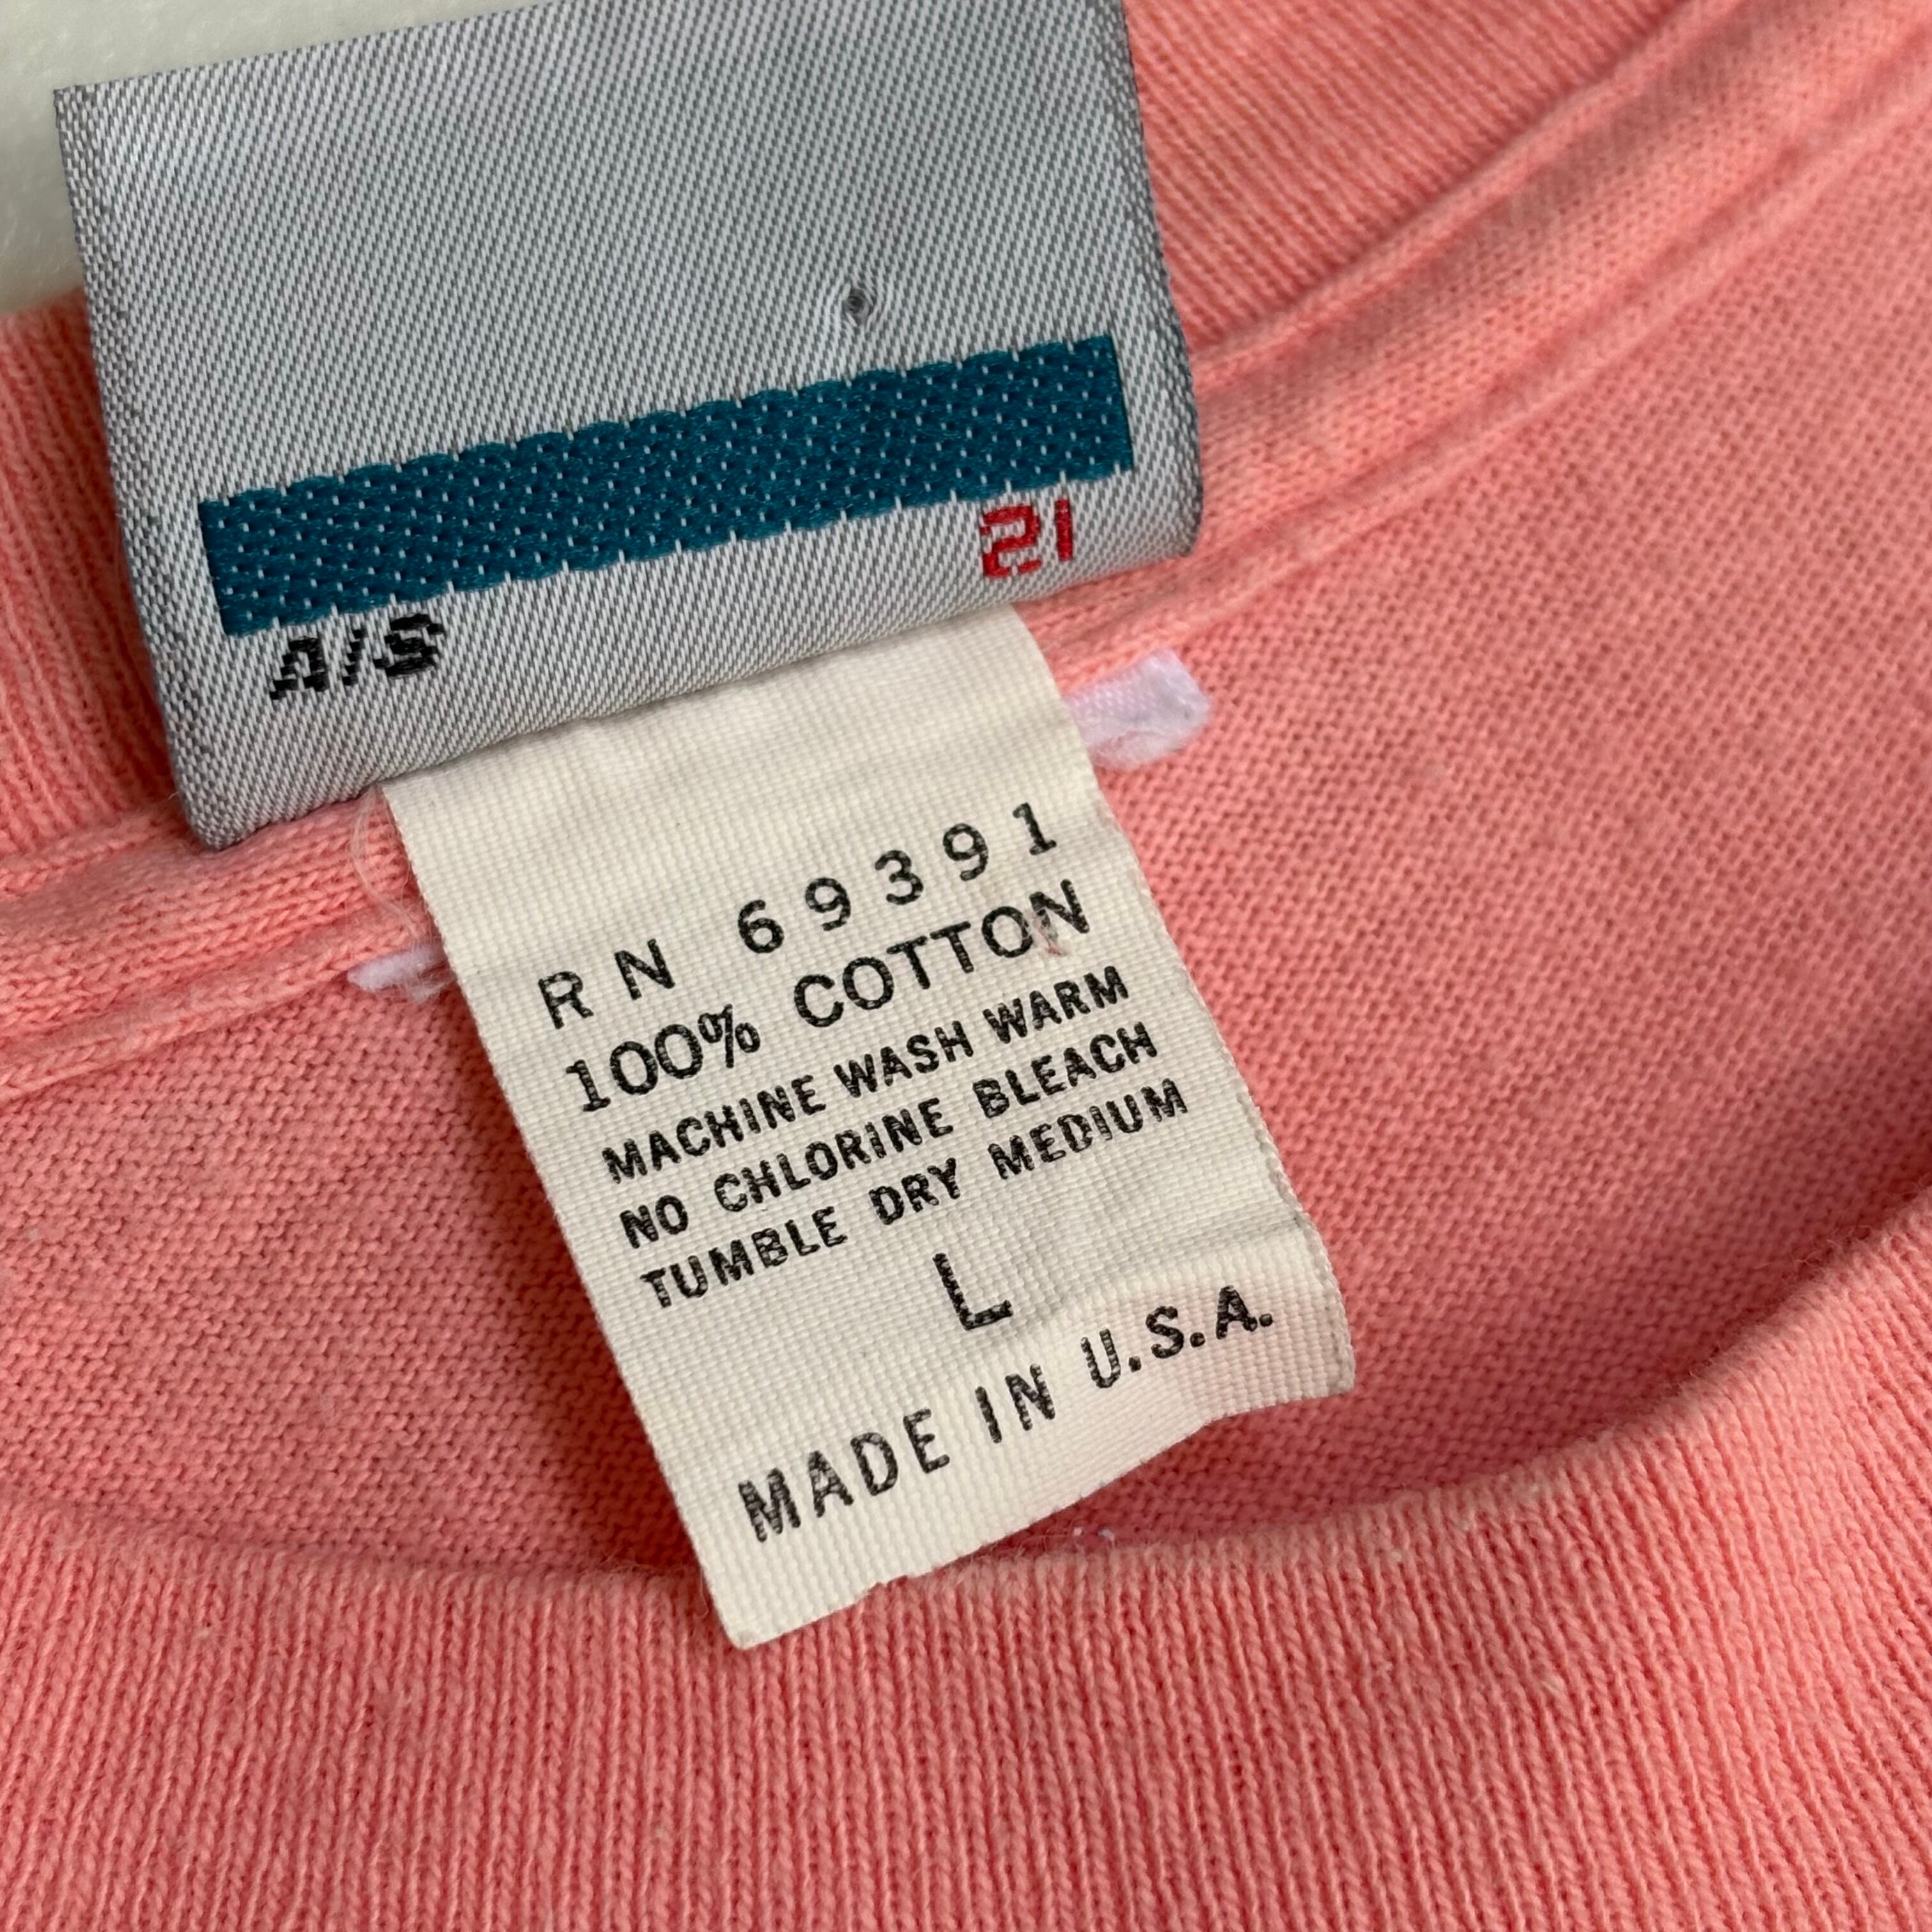 21
A/S
RN 69391
100% COTTON
MACHINE WASH WARM
NO CHLORINE BLEACH
TUMBLE DRY MEDIUM
L
MADE IN U.S.A.